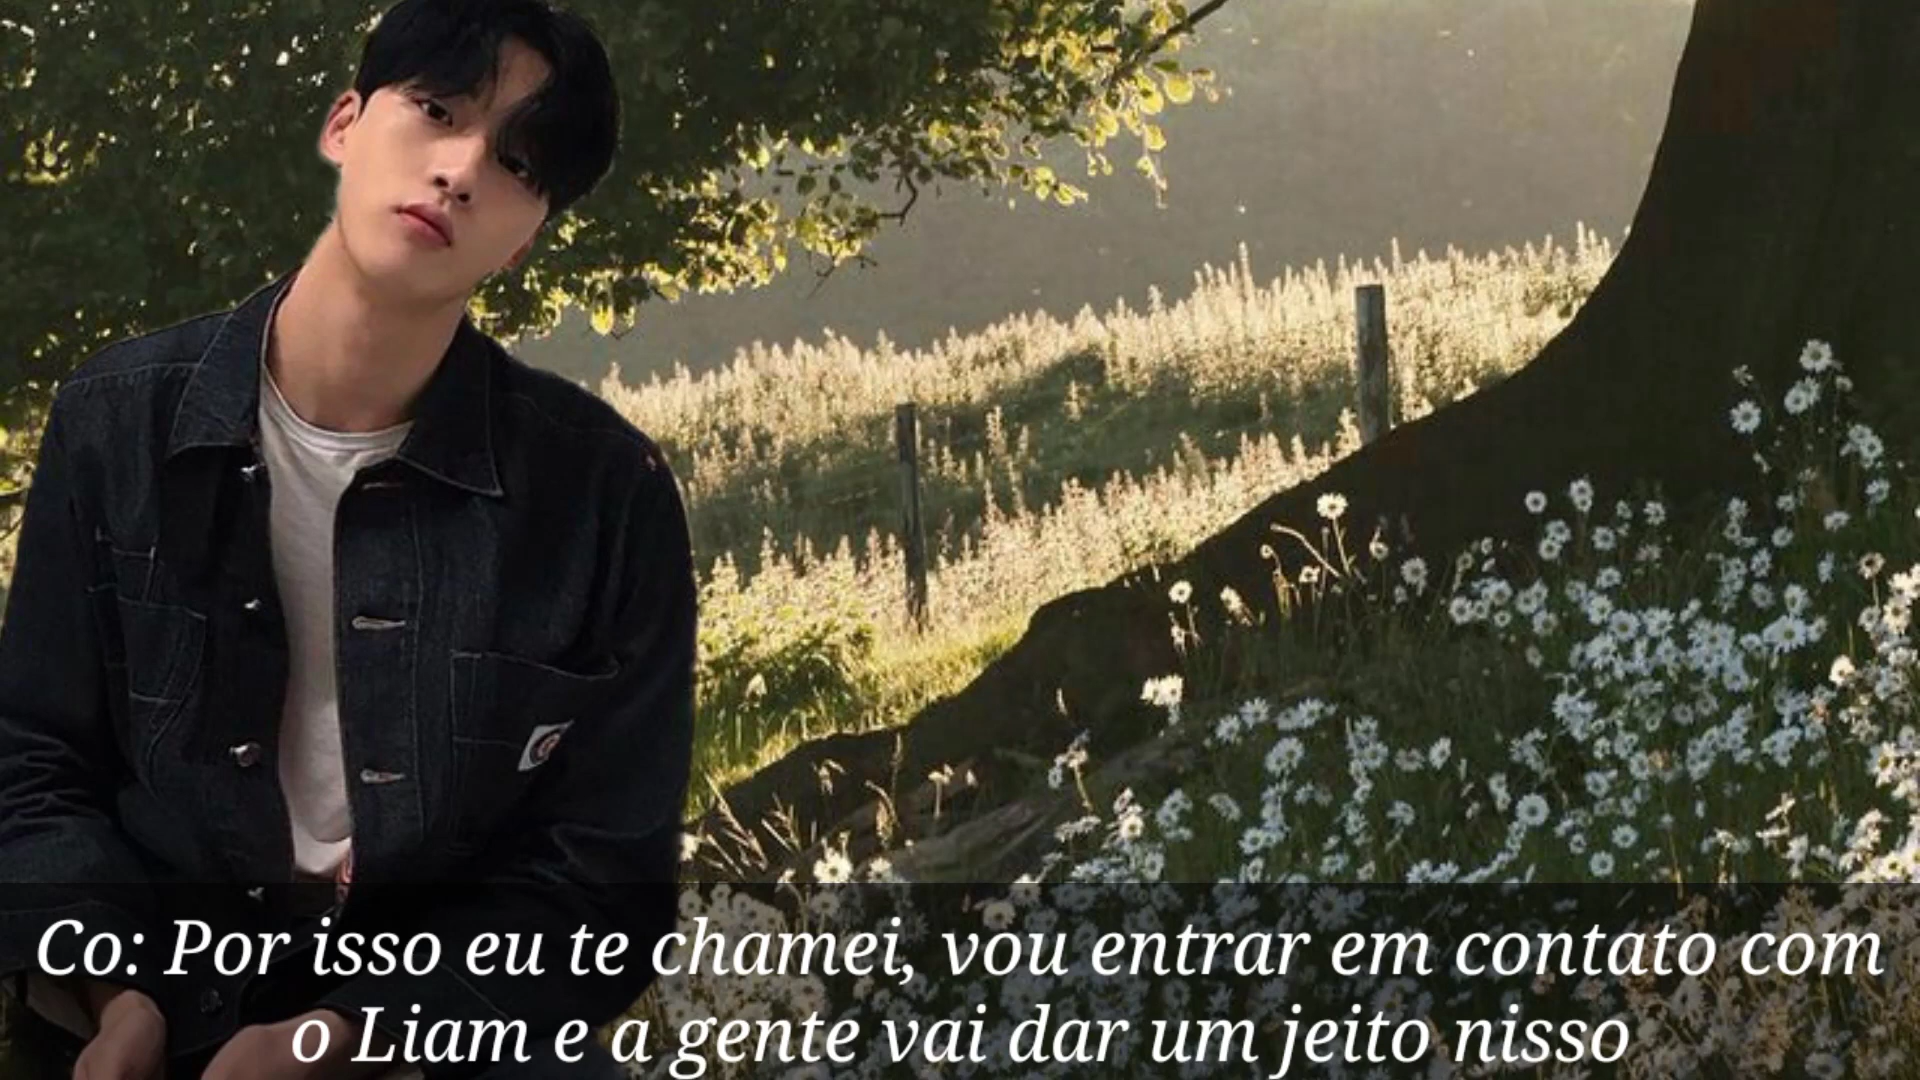 Co: Por isso eu te chamei, vou entrar em contato com
o Liam e a gente vai dar um jeito nisso